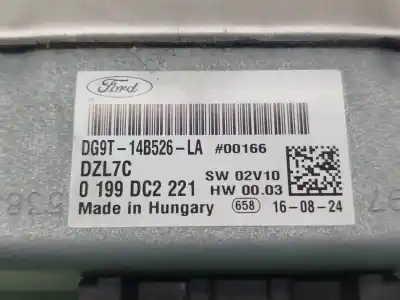 Ford
DG9T-14B526-LA #00166
DZL7C SW 02V10
0 199 DC2 221 HW 00.03
Made in Hungary 658 16-08-24